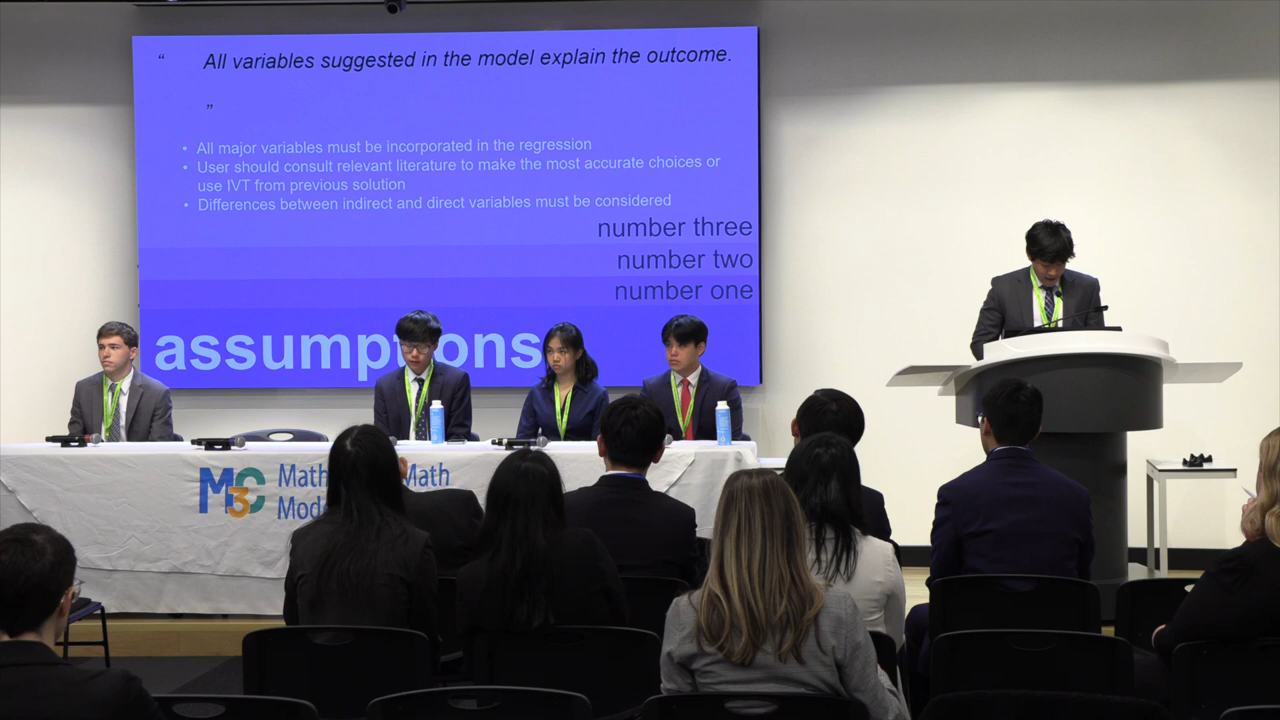 “ All variables suggested in the model explain the outcome.
”
• All major variables must be incorporated in the regression
• User should consult relevant literature to make the most accurate choices or
use IVT from previous solution
• Differences between indirect and direct variables must be considered
number three
number two
number one
assumptions
M3C
Math Math
Mode